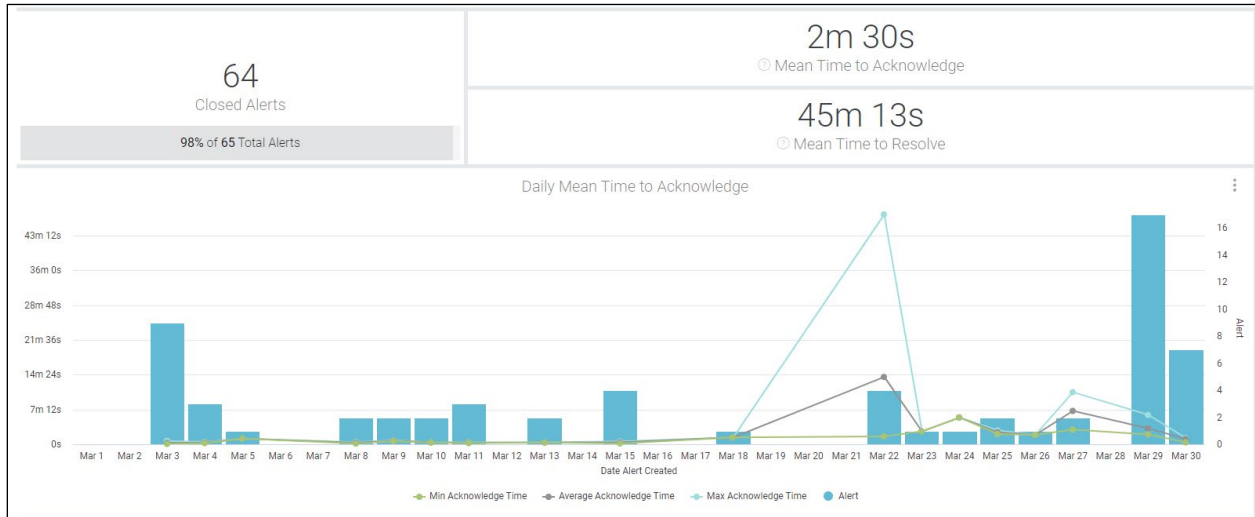 64
Closed Alerts
98% of 65 Total Alerts
2m 30s
? Mean Time to Acknowledge
45m 13s
? Mean Time to Resolve
Daily Mean Time to Acknowledge
43m 12s
36m 0s
28m 48s
21m 36s
14m 24s
7m 12s
0s
16
14
12
10
8
6
4
2
0
Alert
Mar 1 Mar 2 Mar 3 Mar 4 Mar 5 Mar 6 Mar 7 Mar 8 Mar 9 Mar 10 Mar 11 Mar 12 Mar 13 Mar 14 Mar 15 Mar 16 Mar 17 Mar 18 Mar 19 Mar 20 Mar 21 Mar 22 Mar 23 Mar 24 Mar 25 Mar 26 Mar 27 Mar 28 Mar 29 Mar 30
Date Alert Created
Min Acknowledge Time Average Acknowledge Time Max Acknowledge Time Alert